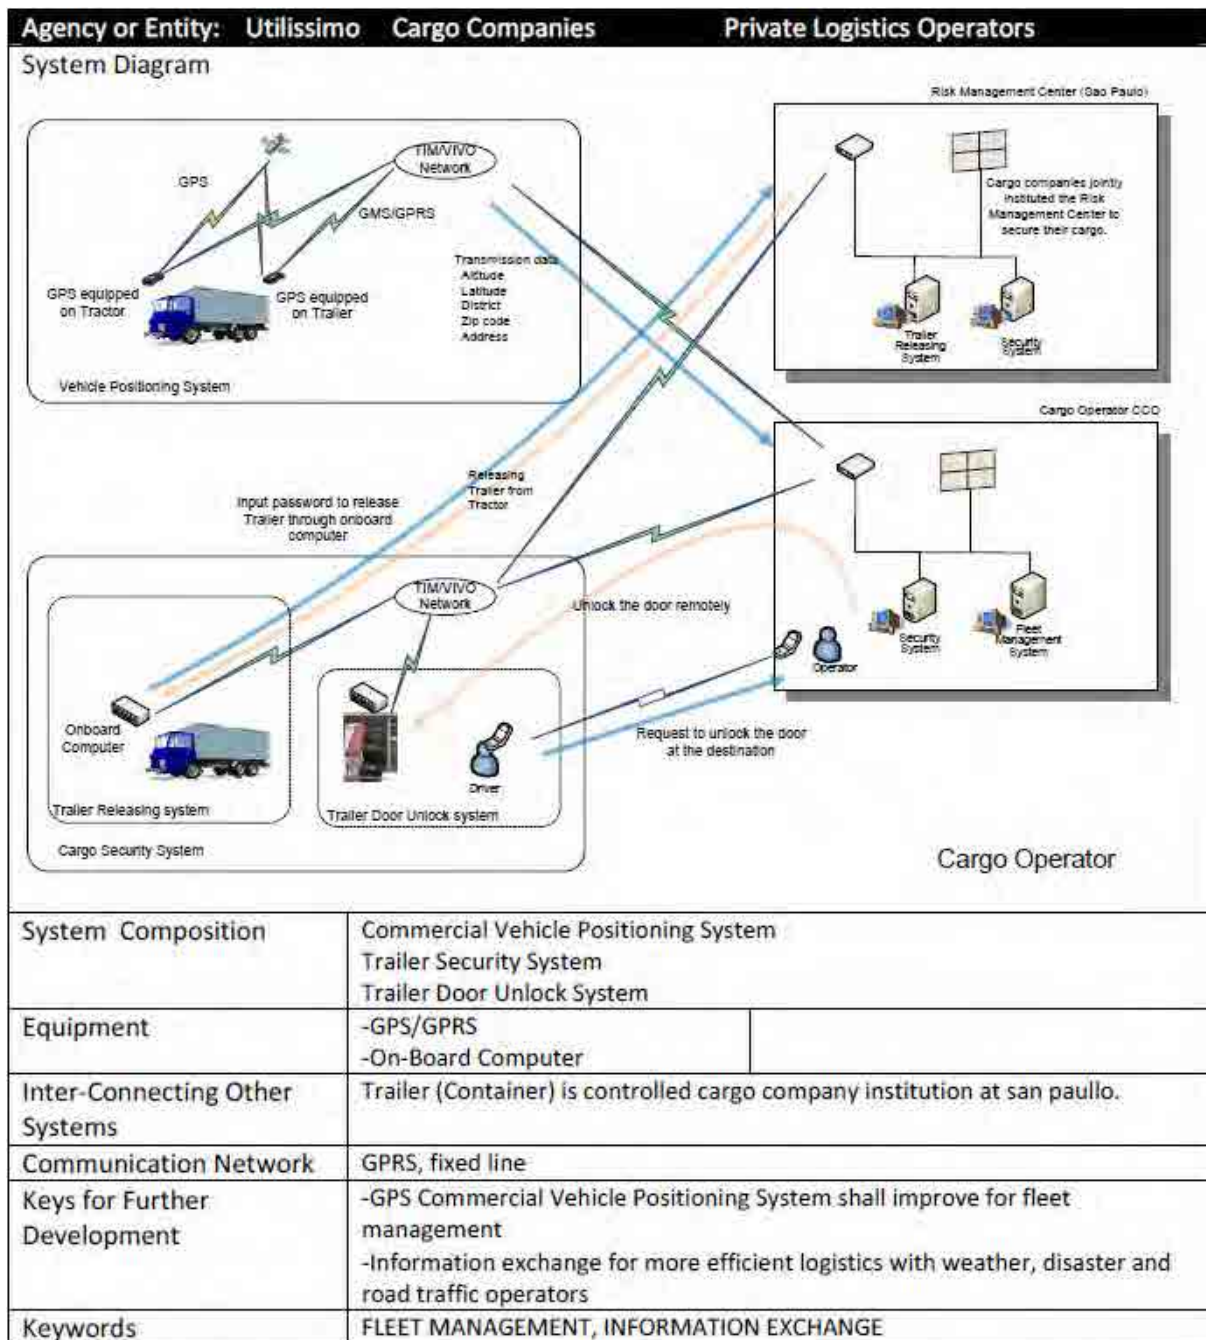 Agency or Entity: Utilissimo Cargo Companies Private Logistics Operators
System Diagram
Risk Management Center (Sao Paulo)
TIM/VIVO
Network
GPS
GMS/GPRS
Cargo companies jointly
instituted the Risk
Management Center to
secure their cargo.
Transmission data
Altitude
Latitude
District
Zip code
Address
GPS equipped
on Tractor
GPS equipped
on Trailer
Trailer
Releasing
System
Security
System
Vehicle Positioning System
Cargo Operator CCO
Releasing
Trailer from
Tractor
Input password to release
Trailer through onboard
computer
TIM/VIVO
Network
Unlock the door remotely
Security
System
Fleet
Management
System
Operator
Onboard
Computer
Request to unlock the door
at the destination
Driver
Trailer Releasing system
Trailer Door Unlock system
Cargo Security System
Cargo Operator
System Composition
Commercial Vehicle Positioning System
Trailer Security System
Trailer Door Unlock System
Equipment
-GPS/GPRS
-On-Board Computer
Inter-Connecting Other
Systems
Trailer (Container) is controlled cargo company institution at san paullo.
Communication Network
GPRS, fixed line
Keys for Further
Development
-GPS Commercial Vehicle Positioning System shall improve for fleet
management
-Information exchange for more efficient logistics with weather, disaster and
road traffic operators
Keywords
FLEET MANAGEMENT, INFORMATION EXCHANGE